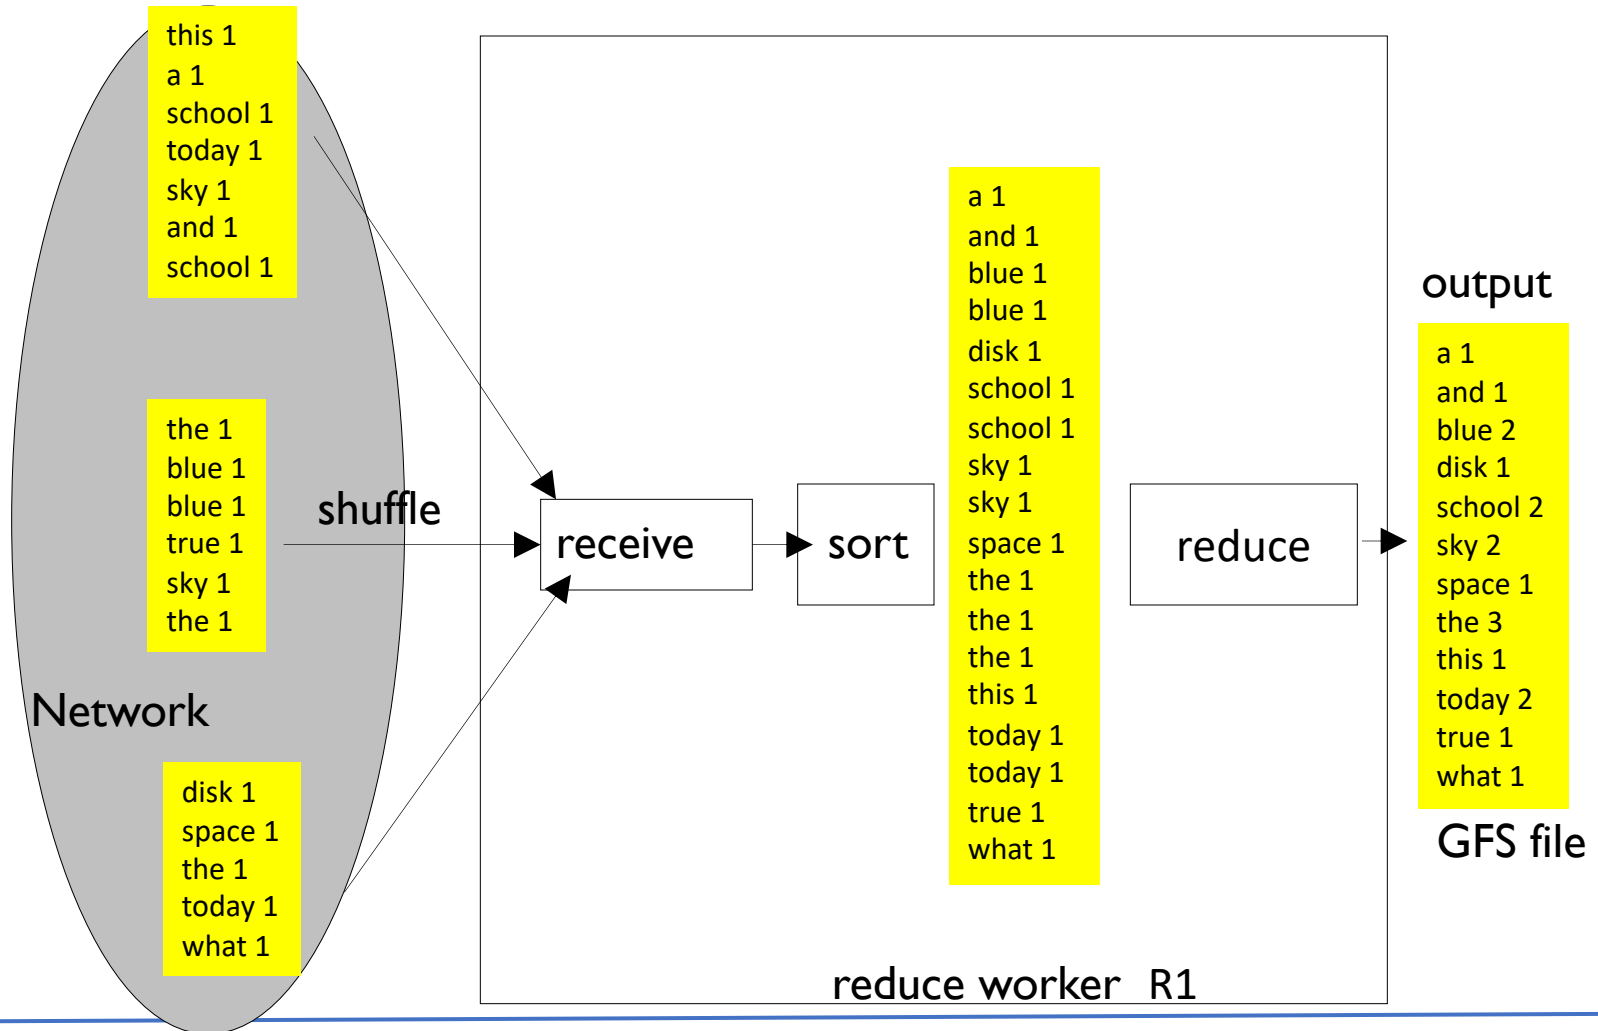 this 1
a 1
school 1
today 1
sky 1
and 1
school 1
the 1
blue 1
blue 1
true 1
sky 1
the 1
Network
disk 1
space 1
the 1
today 1
what 1
shuffle
receive
sort
a 1
and 1
blue 1
blue 1
disk 1
school 1
school 1
sky 1
sky 1
space 1
the 1
the 1
the 1
this 1
today 1
today 1
true 1
what 1
reduce
reduce worker R1
output
a 1
and 1
blue 2
disk 1
school 2
sky 2
space 1
the 3
this 1
today 2
true 1
what 1
GFS file